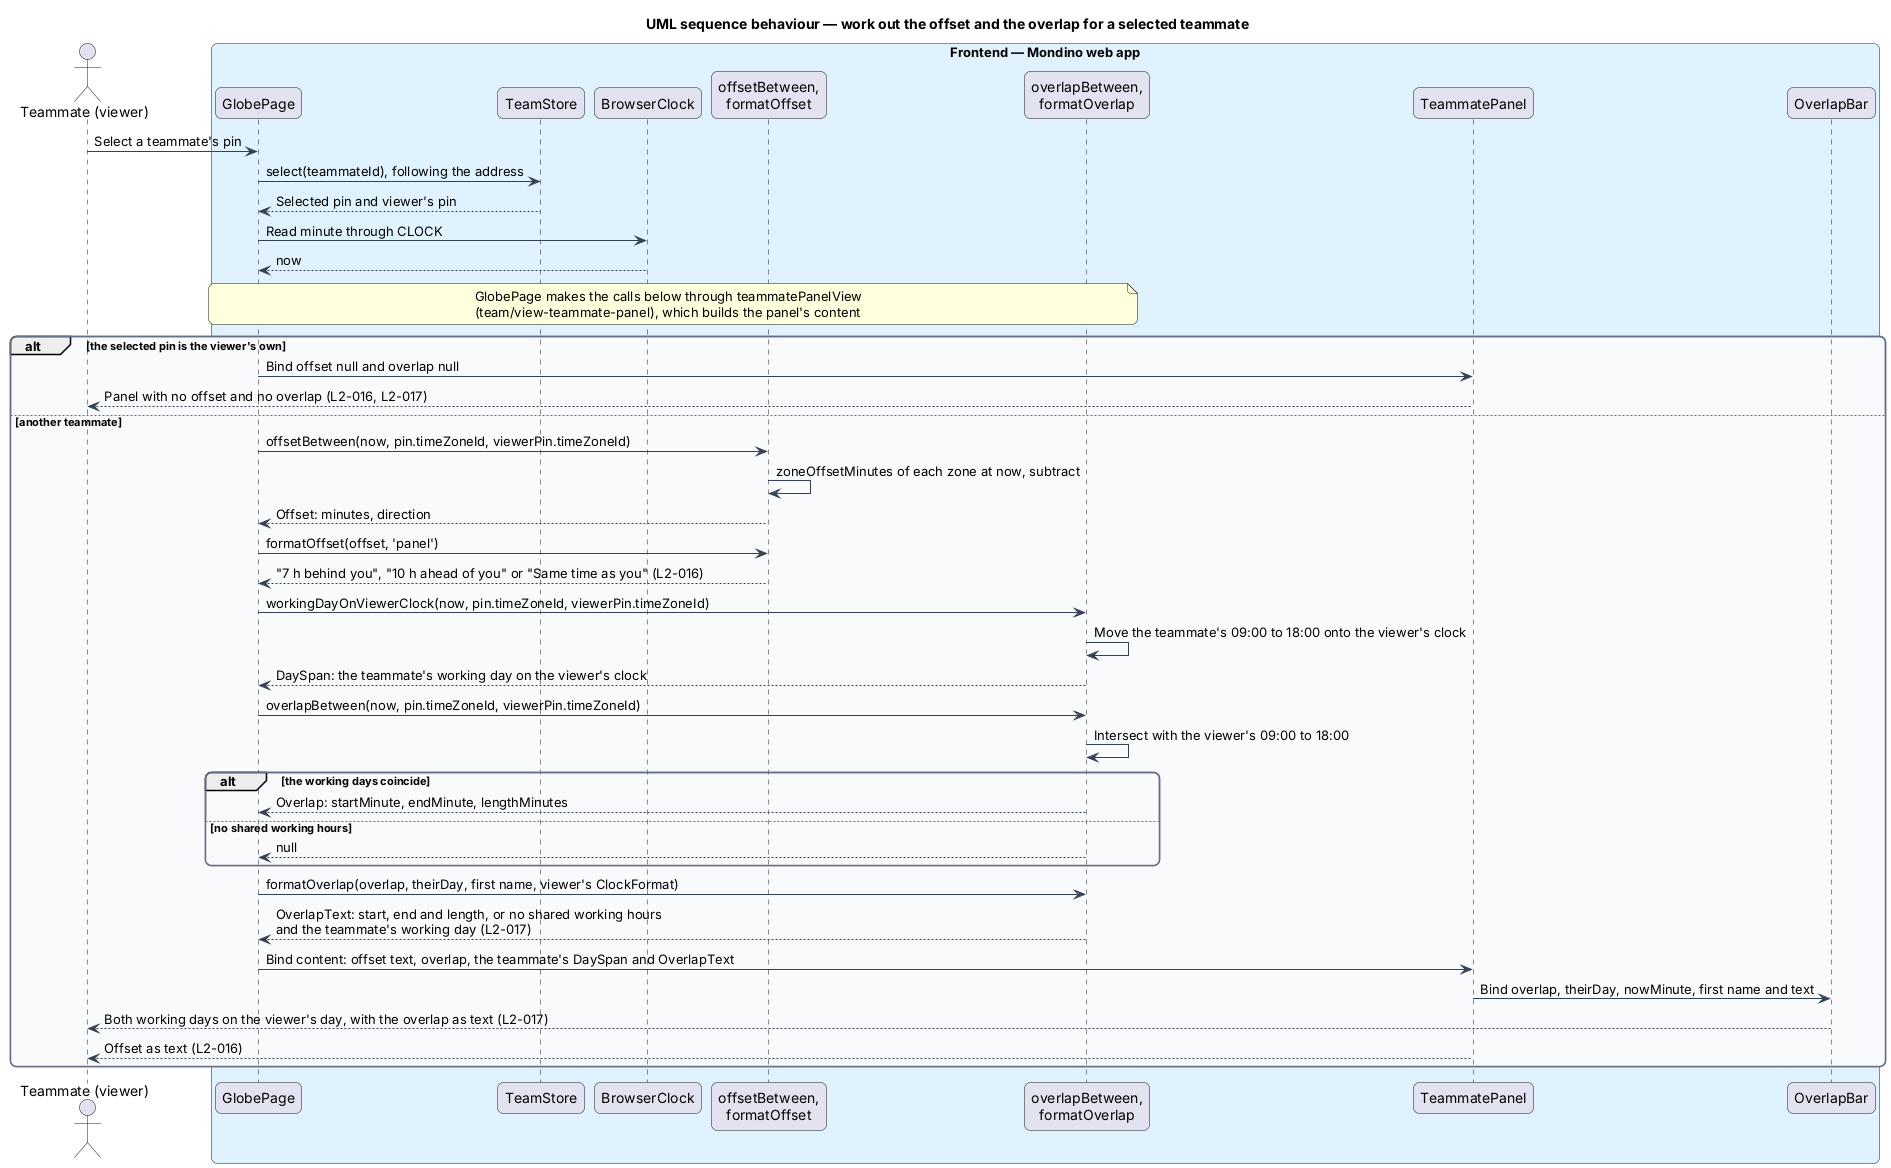 UML sequence behaviour — work out the offset and the overlap for a selected teammate
Frontend — Mondino web app
Teammate (viewer)
GlobePage
TeamStore
BrowserClock
offsetBetween,
formatOffset
overlapBetween,
formatOverlap
TeammatePanel
OverlapBar
Select a teammate's pin
select(teammateId), following the address
Selected pin and viewer's pin
Read minute through CLOCK
now
GlobePage makes the calls below through teammatePanelView
(team/view-teammate-panel), which builds the panel's content
alt [the selected pin is the viewer's own]
Bind offset null and overlap null
Panel with no offset and no overlap (L2-016, L2-017)
[another teammate]
offsetBetween(now, pin.timeZoneId, viewerPin.timeZoneId)
zoneOffsetMinutes of each zone at now, subtract
Offset: minutes, direction
formatOffset(offset, 'panel')
"7 h behind you", "10 h ahead of you" or "Same time as you" (L2-016)
workingDayOnViewerClock(now, pin.timeZoneId, viewerPin.timeZoneId)
Move the teammate's 09:00 to 18:00 onto the viewer's clock
DaySpan: the teammate's working day on the viewer's clock
overlapBetween(now, pin.timeZoneId, viewerPin.timeZoneId)
Intersect with the viewer's 09:00 to 18:00
alt [the working days coincide]
Overlap: startMinute, endMinute, lengthMinutes
[no shared working hours]
null
formatOverlap(overlap, theirDay, first name, viewer's ClockFormat)
OverlapText: start, end and length, or no shared working hours
and the teammate's working day (L2-017)
Bind content: offset text, overlap, the teammate's DaySpan and OverlapText
Bind overlap, theirDay, nowMinute, first name and text
Both working days on the viewer's day, with the overlap as text (L2-017)
Offset as text (L2-016)
Teammate (viewer)
GlobePage
TeamStore
BrowserClock
offsetBetween,
formatOffset
overlapBetween,
formatOverlap
TeammatePanel
OverlapBar